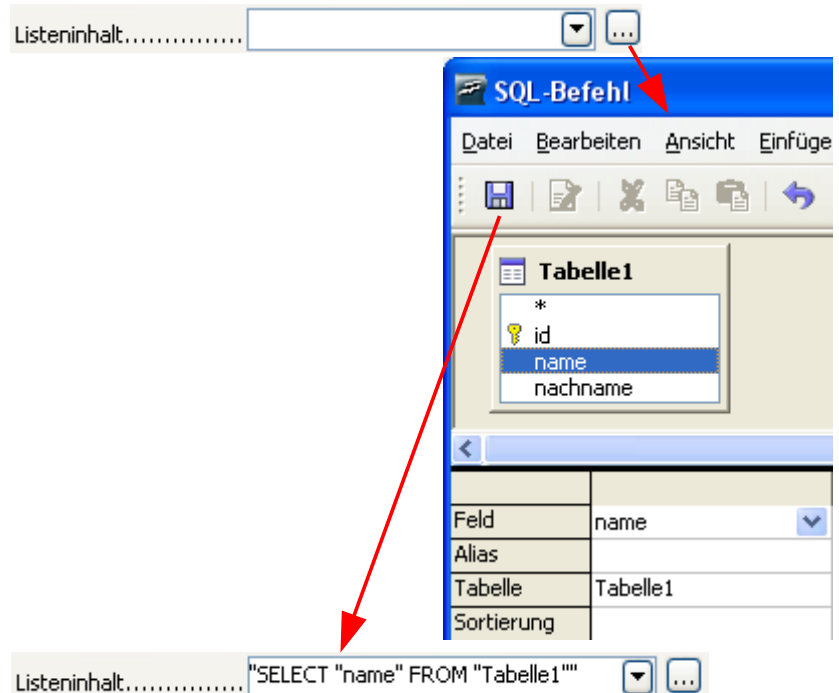 Listeninhalt............... ...
SQL-Befehl
Datei Bearbeiten Ansicht Einfüge
Tabelle1
*
id
name
nachname
Feld name
Alias
Tabelle Tabelle1
Sortierung
Listeninhalt............... "SELECT "name" FROM "Tabelle1"" ...